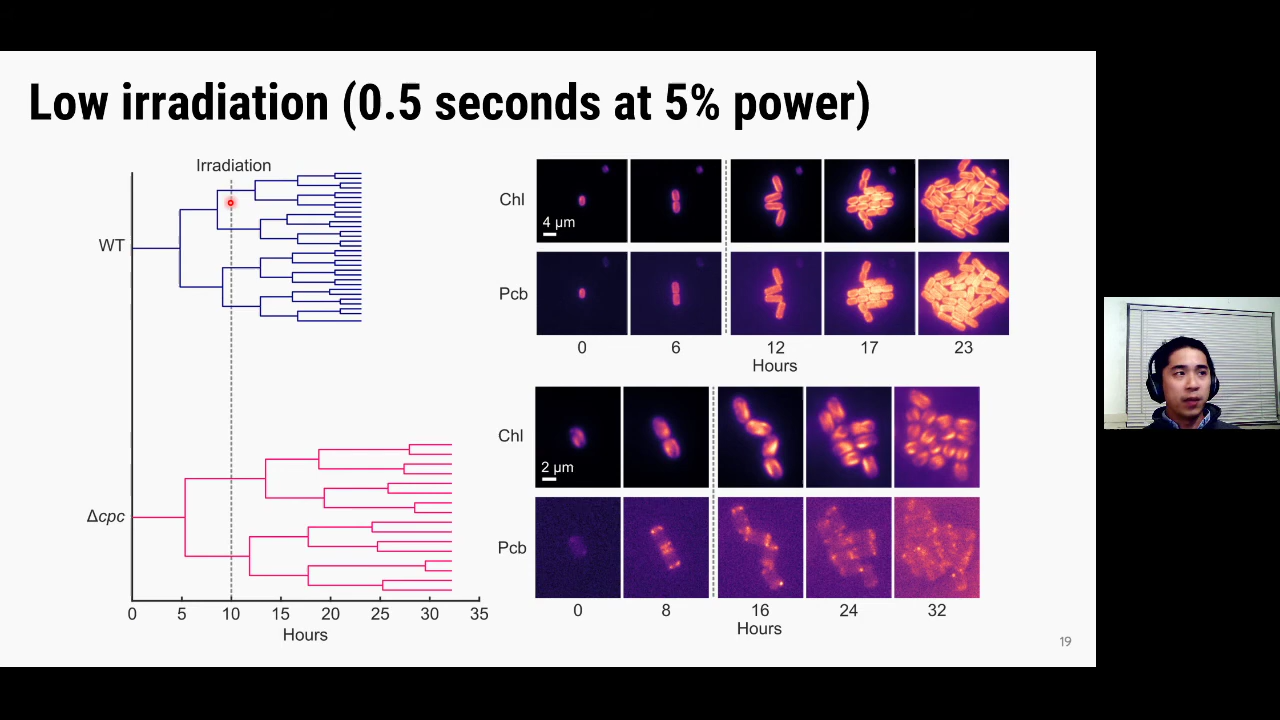 Low irradiation (0.5 seconds at 5% power)
Irradiation
WT
Δcpc
0 5 10 15 20 25 30 35
Hours
Chl
4 μm
Pcb
0 6 12 17 23
Hours
Chl
2 μm
Pcb
0 8 16 24 32
Hours
19